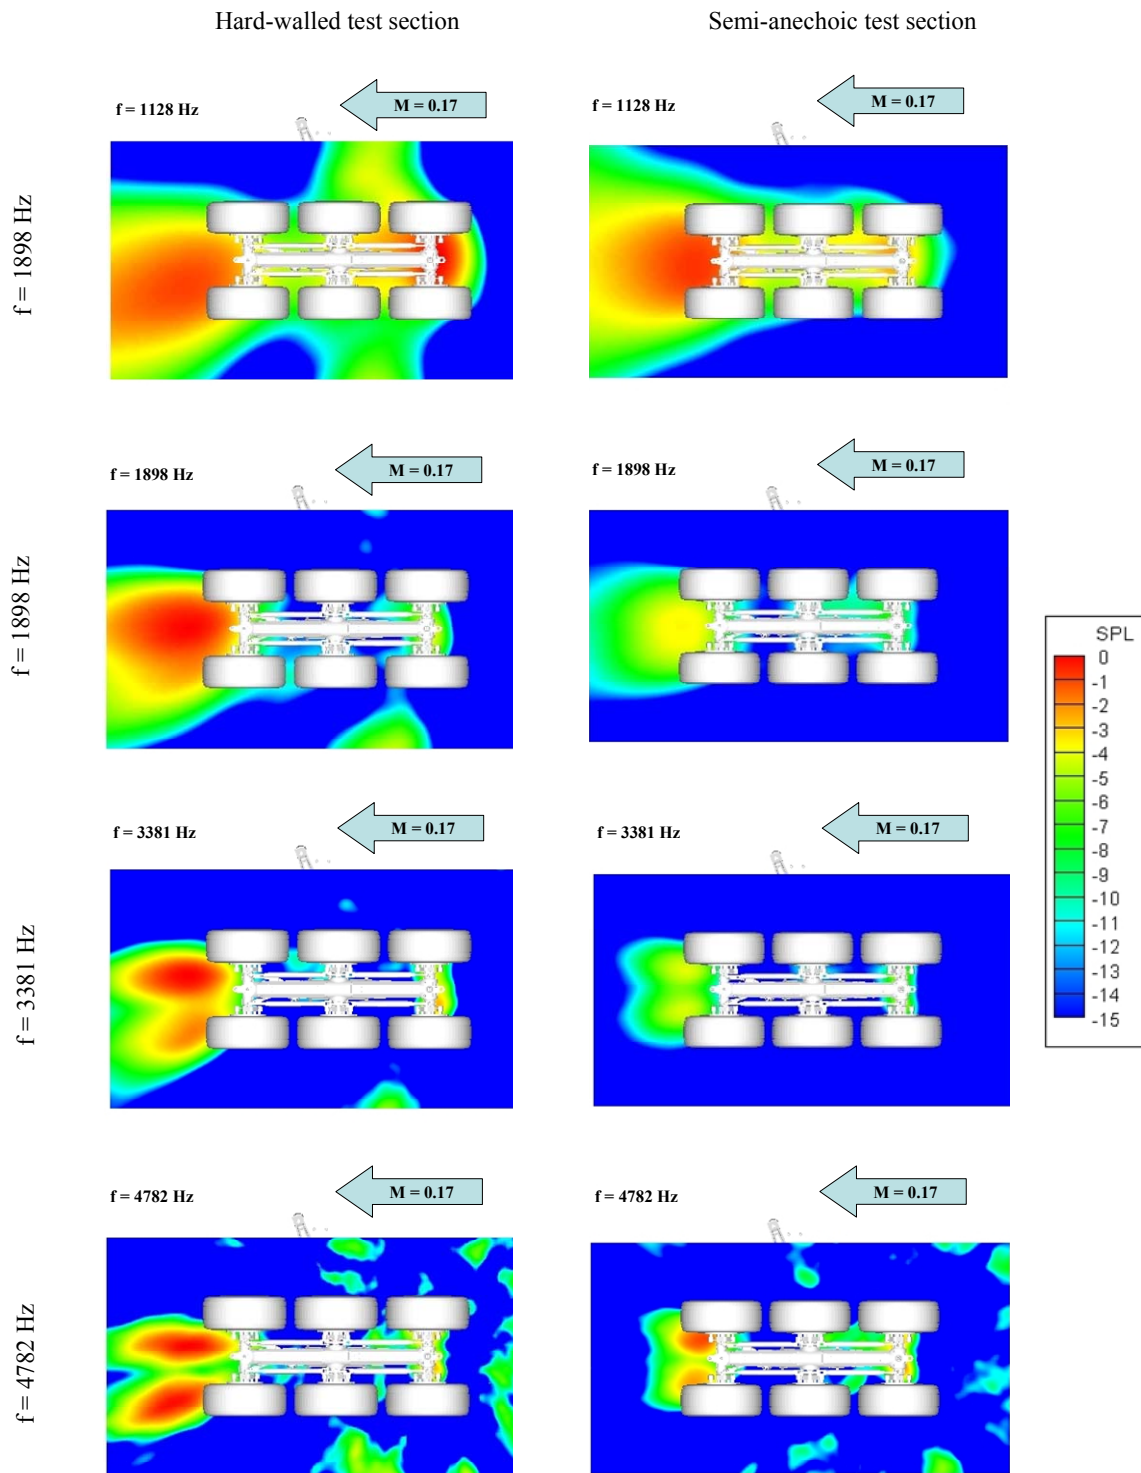 Hard-walled test section
Semi-anechoic test section
f = 1898 Hz
f = 1128 Hz
M = 0.17
f = 1128 Hz
M = 0.17
f = 1898 Hz
f = 1898 Hz
M = 0.17
f = 1898 Hz
M = 0.17
SPL
0
-1
-2
-3
-4
-5
-6
-7
-8
-9
-10
-11
-12
-13
-14
-15
f = 3381 Hz
f = 3381 Hz
M = 0.17
f = 3381 Hz
M = 0.17
f = 4782 Hz
f = 4782 Hz
M = 0.17
f = 4782 Hz
M = 0.17